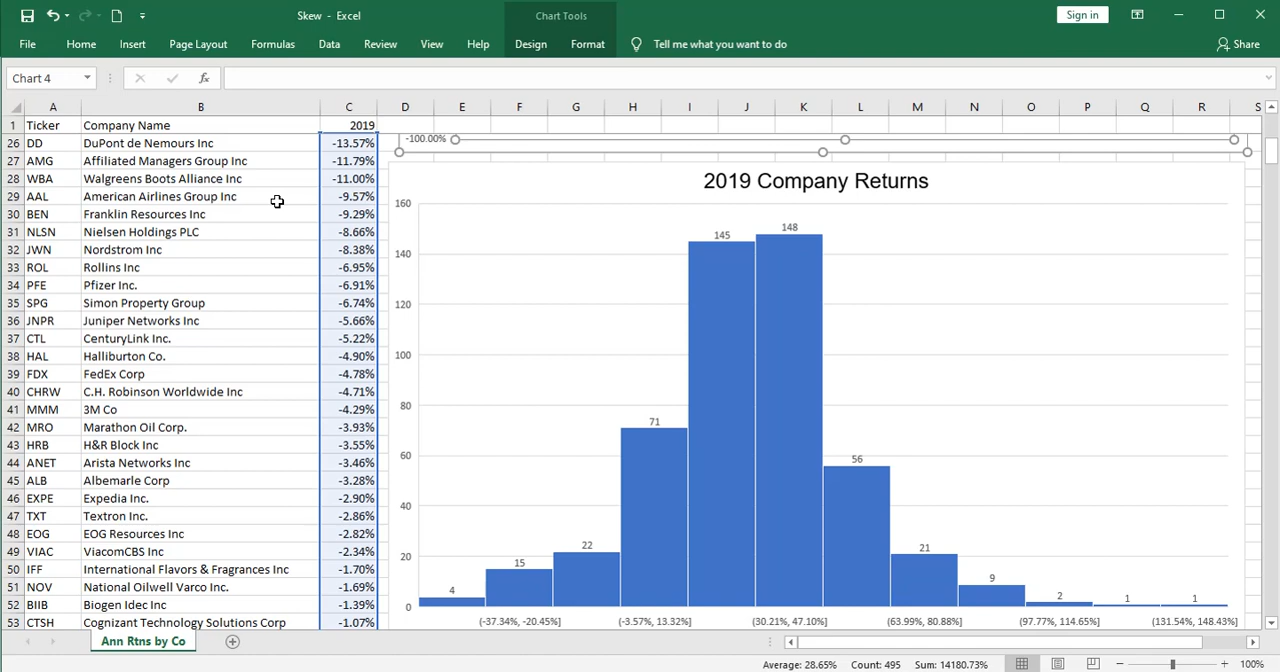 Skew - Excel
Chart Tools
Sign in
File Home Insert Page Layout Formulas Data Review View Help Design Format Tell me what you want to do Share
Chart 4 fx
A B C D E F G H I J K L M N O P Q R S
1 Ticker Company Name 2019
26 DD DuPont de Nemours Inc -13.57%
27 AMG Affiliated Managers Group Inc -11.79%
28 WBA Walgreens Boots Alliance Inc -11.00%
29 AAL American Airlines Group Inc -9.57%
30 BEN Franklin Resources Inc -9.29%
31 NLSN Nielsen Holdings PLC -8.66%
32 JWN Nordstrom Inc -8.38%
33 ROL Rollins Inc -6.95%
34 PFE Pfizer Inc. -6.91%
35 SPG Simon Property Group -6.74%
36 JNPR Juniper Networks Inc -5.66%
37 CTL CenturyLink Inc. -5.22%
38 HAL Halliburton Co. -4.90%
39 FDX FedEx Corp -4.78%
40 CHRW C.H. Robinson Worldwide Inc -4.71%
41 MMM 3M Co -4.29%
42 MRO Marathon Oil Corp. -3.93%
43 HRB H&R Block Inc -3.55%
44 ANET Arista Networks Inc -3.46%
45 ALB Albemarle Corp -3.28%
46 EXPE Expedia Inc. -2.90%
47 TXT Textron Inc. -2.86%
48 EOG EOG Resources Inc -2.82%
49 VIAC ViacomCBS Inc -2.34%
50 IFF International Flavors & Fragrances Inc -1.70%
51 NOV National Oilwell Varco Inc. -1.69%
52 BIIB Biogen Idec Inc -1.39%
53 CTSH Cognizant Technology Solutions Corp -1.07%
-100.00%
2019 Company Returns
160
140
120
100
80
60
40
20
0
4 15 22 71 145 148 56 21 9 2 1 1
(-37.34%, -20.45%) (-3.57%, 13.32%) (30.21%, 47.10%) (63.99%, 80.88%) (97.77%, 114.65%) (131.54%, 148.43%)
Ann Rtns by Co
Average: 28.65% Count: 495 Sum: 14180.73% 100%